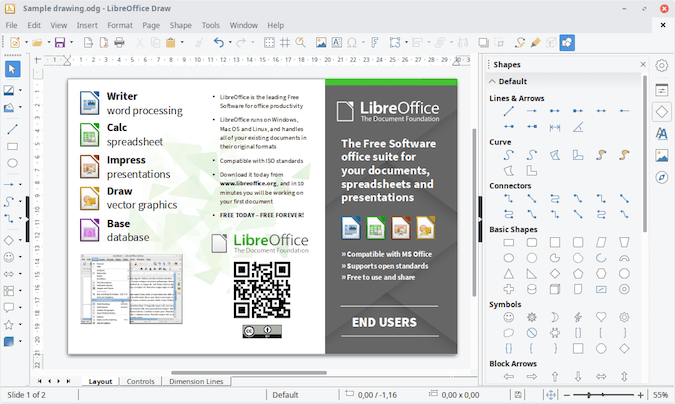 Sample drawing.odg - LibreOffice Draw
File Edit View Insert Format Page Shape Tools Window Help
Writer
word processing
Calc
spreadsheet
Impress
presentations
Draw
vector graphics
Base
database
• LibreOffice is the leading Free
Software for office productivity
• LibreOffice runs on Windows,
Mac OS and Linux, and handles
all of your existing documents in
their original formats
• Compatible with ISO standards
• Download it today from
www.libreoffice.org, and in 10
minutes you will be working on
your first document
• FREE TODAY – FREE FOREVER!
LibreOffice
The Document Foundation
LibreOffice
The Document Foundation
The Free Software
office suite for
your documents,
spreadsheets and
presentations
» Compatible with MS Office
» Supports open standards
» Free to use and share
END USERS
Shapes
Default
Lines & Arrows
Curve
Connectors
Basic Shapes
Symbols
Block Arrows
Layout Controls Dimension Lines
Slide 1 of 2
Default
0,00 / -1,16
0,00 x 0,00
55%